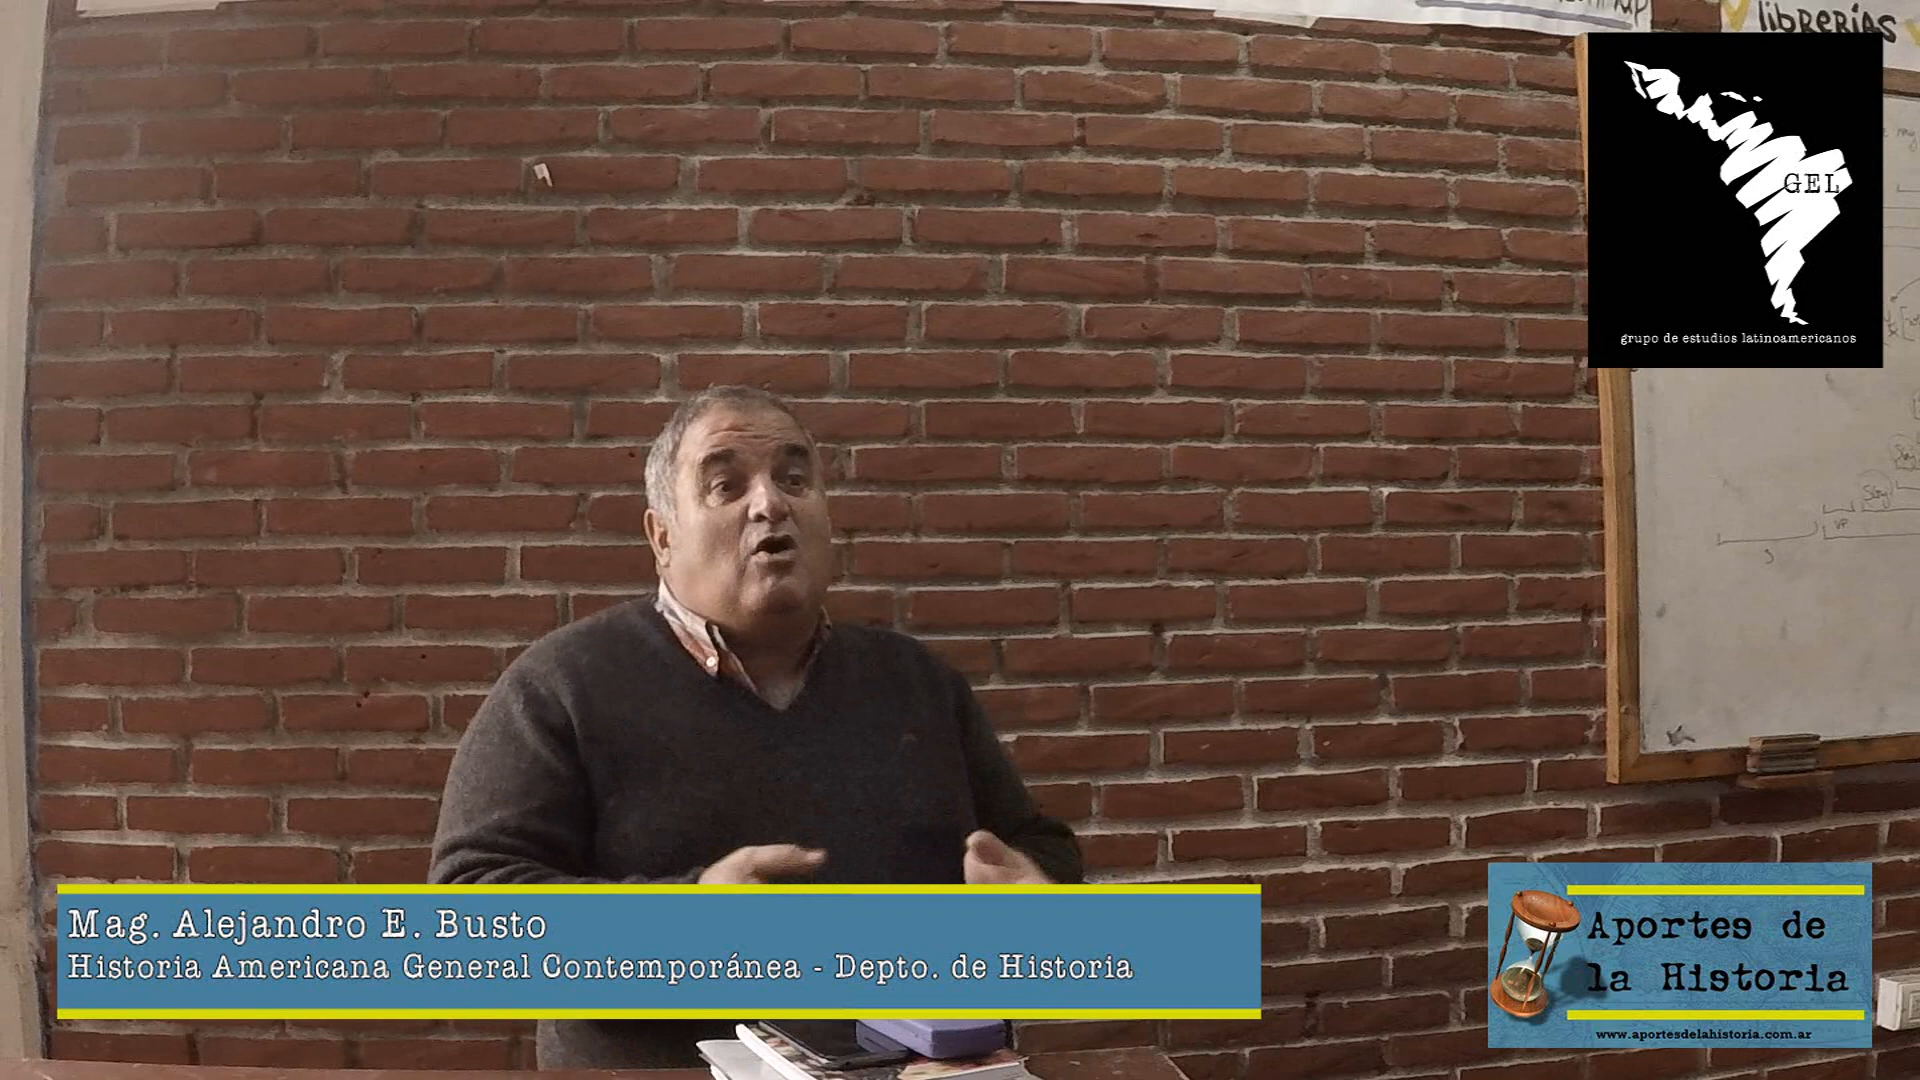 librerías
GEL
grupo de estudios latinoamericanos
Mag. Alejandro E. Busto
Historia Americana General Contemporánea - Depto. de Historia
Aportes de
la Historia
www.aportesdelahistoria.com.ar